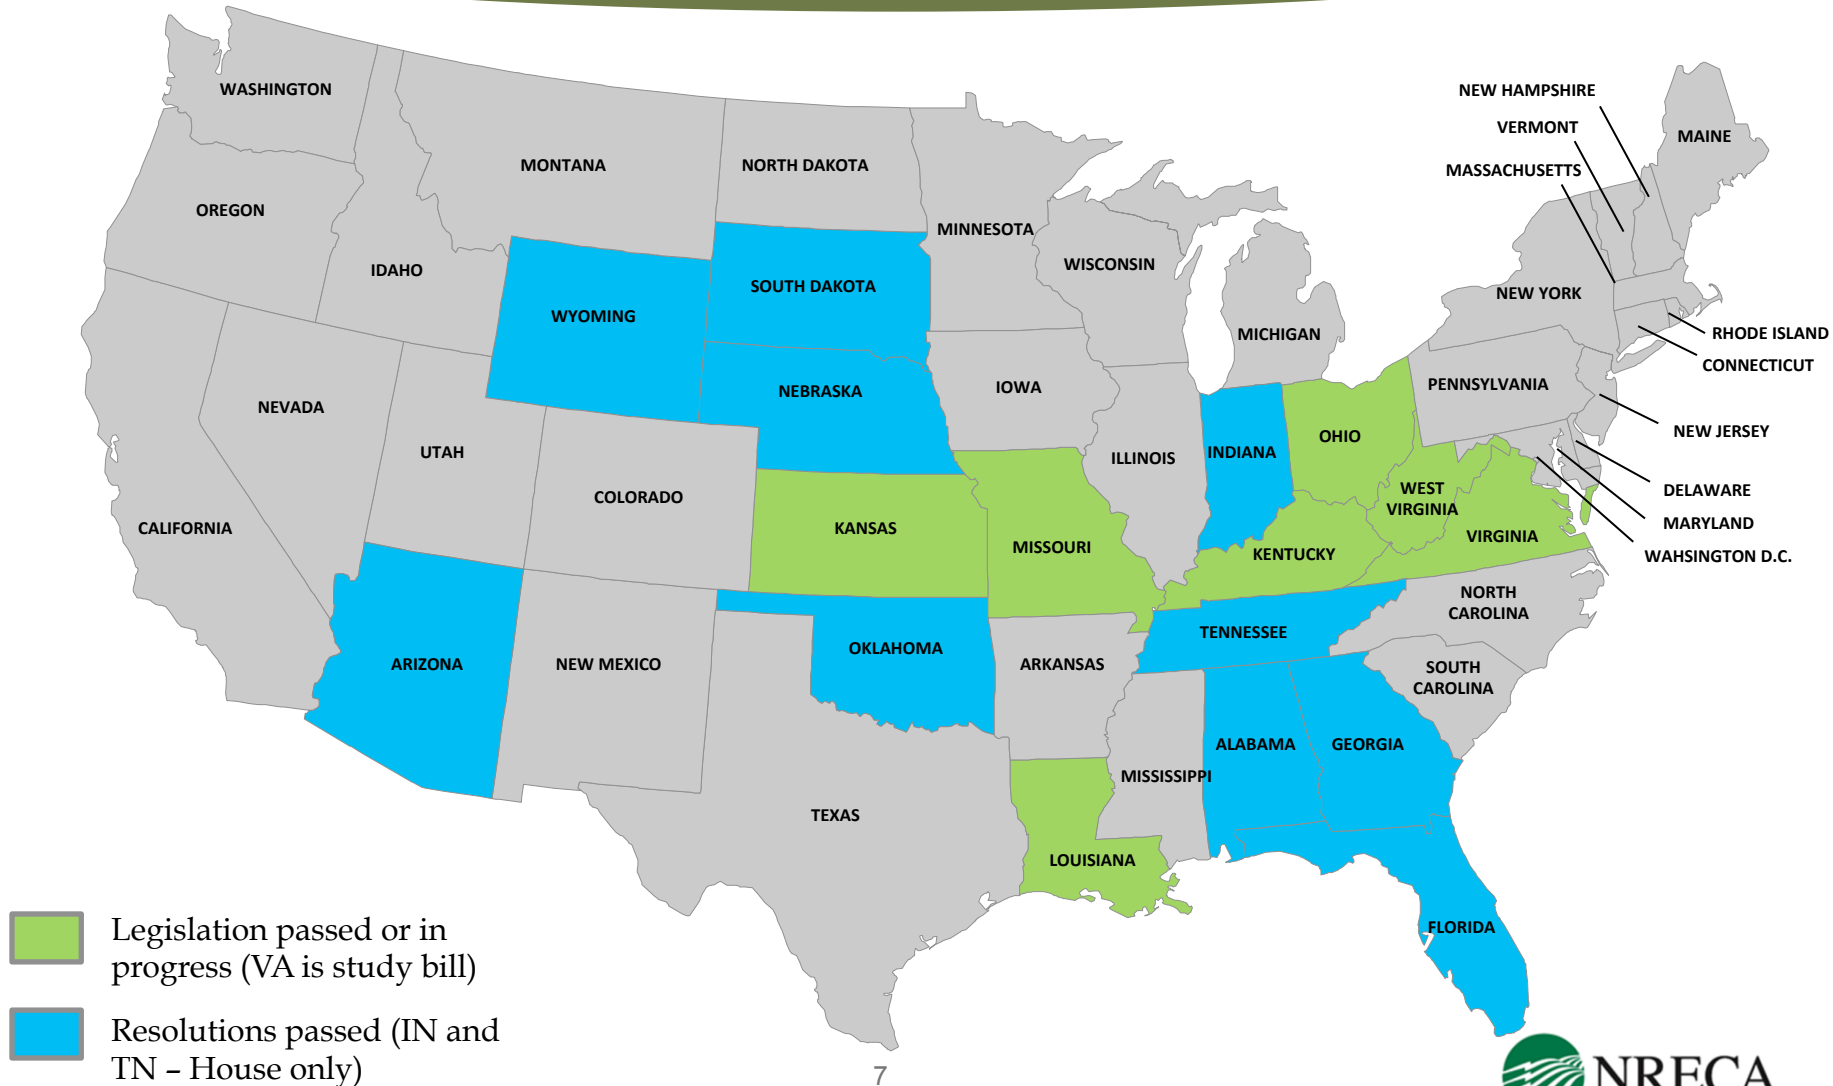 WASHINGTON
MONTANA
NORTH DAKOTA
MINNESOTA
OREGON
IDAHO
WYOMING
SOUTH DAKOTA
WISCONSIN
MICHIGAN
NEW HAMPSHIRE
VERMONT
MASSACHUSETTS
MAINE
NEW YORK
RHODE ISLAND
CONNECTICUT
NEVADA
UTAH
NEBRASKA
IOWA
PENNSYLVANIA
NEW JERSEY
CALIFORNIA
COLORADO
KANSAS
MISSOURI
ILLINOIS
INDIANA
OHIO
WEST
VIRGINIA
VIRGINIA
KENTUCKY
DELAWARE
MARYLAND
WAHSINGTON D.C.
ARIZONA
NEW MEXICO
OKLAHOMA
ARKANSAS
TENNESSEE
NORTH
CAROLINA
SOUTH
CAROLINA
TEXAS
LOUISIANA
MISSISSIPPI
ALABAMA
GEORGIA
FLORIDA
Legislation passed or in
progress (VA is study bill)
Resolutions passed (IN and
TN – House only)
7
NRECA